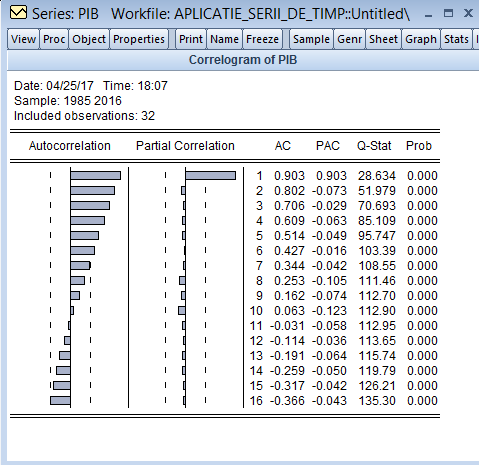 Series: PIB Workfile: APLICATIE_SERII_DE_TIMP::Untitled\
View Proc Object Properties Print Name Freeze Sample Genr Sheet Graph Stats
Correlogram of PIB
Date: 04/25/17 Time: 18:07
Sample: 1985 2016
Included observations: 32
Autocorrelation Partial Correlation AC PAC Q-Stat Prob
1 0.903 0.903 28.634 0.000
2 0.802 -0.073 51.979 0.000
3 0.706 -0.029 70.693 0.000
4 0.609 -0.063 85.109 0.000
5 0.514 -0.049 95.747 0.000
6 0.427 -0.016 103.39 0.000
7 0.344 -0.042 108.55 0.000
8 0.253 -0.105 111.46 0.000
9 0.162 -0.074 112.70 0.000
10 0.063 -0.123 112.90 0.000
11 -0.031 -0.058 112.95 0.000
12 -0.114 -0.036 113.65 0.000
13 -0.191 -0.064 115.74 0.000
14 -0.259 -0.050 119.79 0.000
15 -0.317 -0.042 126.21 0.000
16 -0.366 -0.043 135.30 0.000